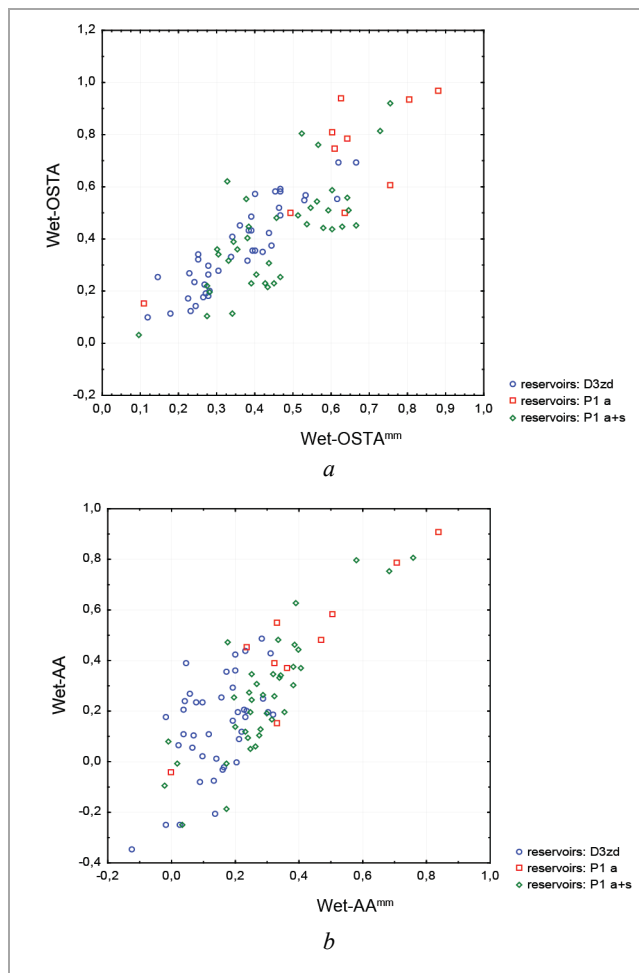 1,2
1,0
0,8
0,6
0,4
0,2
0,0
-0,2
Wet-OSTA
0,0 0,1 0,2 0,3 0,4 0,5 0,6 0,7 0,8 0,9 1,0
Wet-OSTAmm
reservoirs: D3zd
reservoirs: P1 a
reservoirs: P1 a+s
a
1,0
0,8
0,6
0,4
0,2
0,0
-0,2
-0,4
Wet-AA
-0,2 0,0 0,2 0,4 0,6 0,8 1,0
Wet-AAmm
reservoirs: D3zd
reservoirs: P1 a
reservoirs: P1 a+s
b